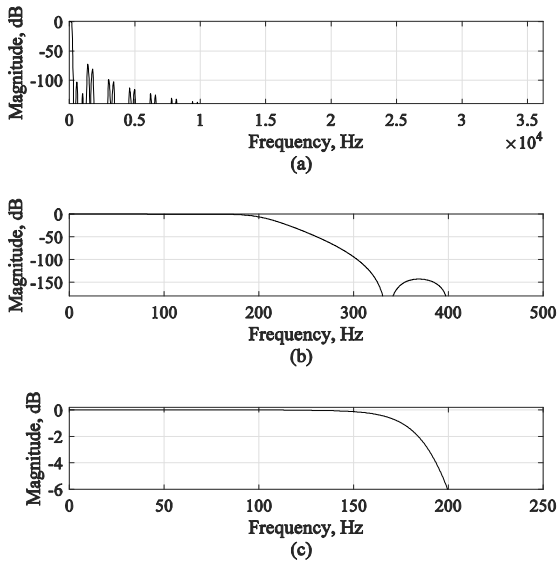 Magnitude, dB
0
-50
-100
0 0.5 1 1.5 2 2.5 3 3.5
×10⁴
Frequency, Hz
(a)
Magnitude, dB
0
-50
-100
-150
0 100 200 300 400 500
Frequency, Hz
(b)
Magnitude, dB
0
-2
-4
-6
0 50 100 150 200 250
Frequency, Hz
(c)